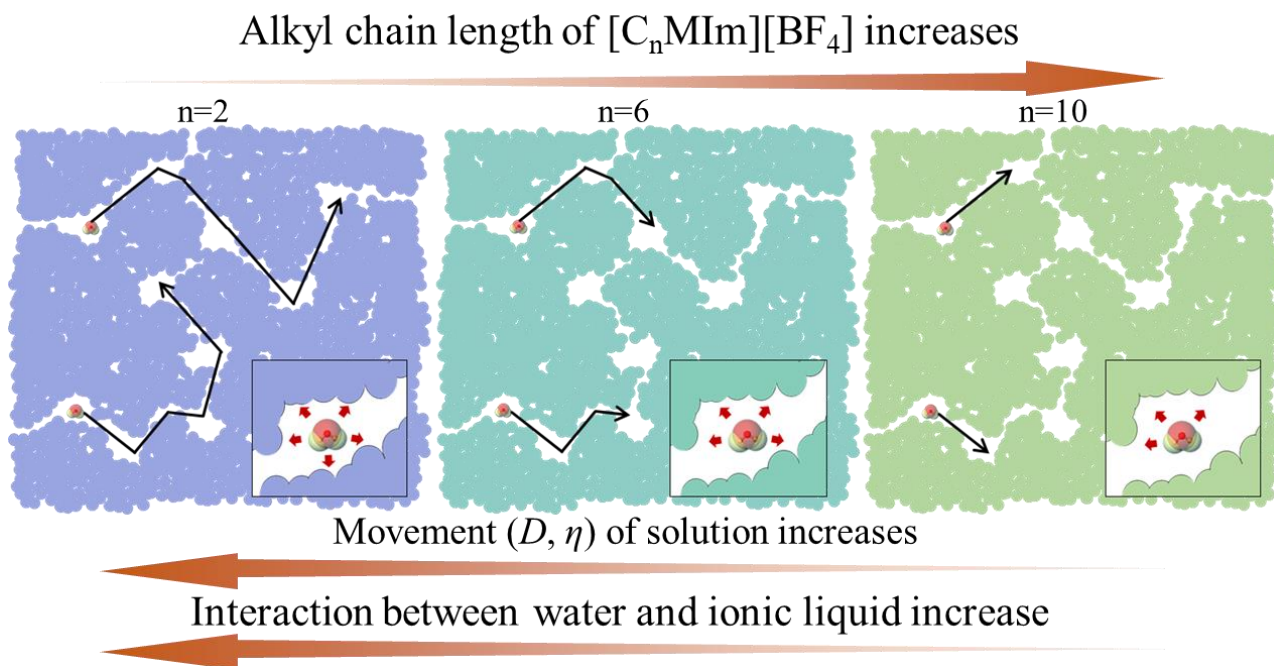 Alkyl chain length of [CₙMIm][BF₄] increases
n=2
n=6
n=10
Movement (D, η) of solution increases
Interaction between water and ionic liquid increase